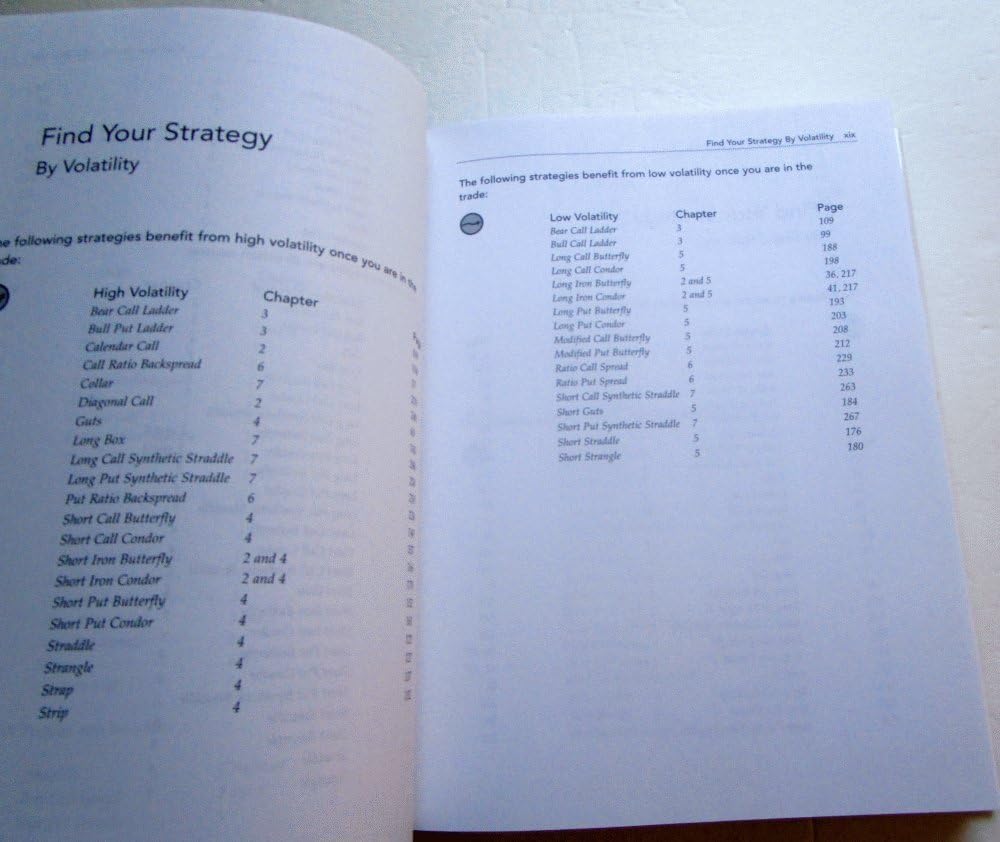 Find Your Strategy
By Volatility
following strategies benefit from high volatility once you are in the
High Volatility Chapter
Bear Call Ladder 3
Bull Put Ladder 3
Calendar Call 2
Call Ratio Backspread 6
Collar 7
Diagonal Call 2
Guts 4
Long Box 7
Long Call Synthetic Straddle 7
Long Put Synthetic Straddle 7
Put Ratio Backspread 6
Short Call Butterfly 4
Short Call Condor 4
Short Iron Butterfly 2 and 4
Short Iron Condor 2 and 4
Short Put Butterfly 4
Short Put Condor 4
Straddle 4
Strangle 4
Strap 4
Strip 4
Find Your Strategy By Volatility xix
The following strategies benefit from low volatility once you are in the
trade:
Low Volatility Chapter Page
Bear Call Ladder 3 109
Bull Call Ladder 3 99
Long Call Butterfly 5 188
Long Call Condor 5 198
Long Iron Butterfly 2 and 5 36, 217
Long Iron Condor 2 and 5 41, 217
Long Put Butterfly 5 193
Long Put Condor 5 203
Modified Call Butterfly 5 208
Modified Put Butterfly 5 212
Ratio Call Spread 6 229
Ratio Put Spread 6 233
Short Call Synthetic Straddle 7 263
Short Guts 5 184
Short Put Synthetic Straddle 7 267
Short Straddle 5 176
Short Strangle 5 180